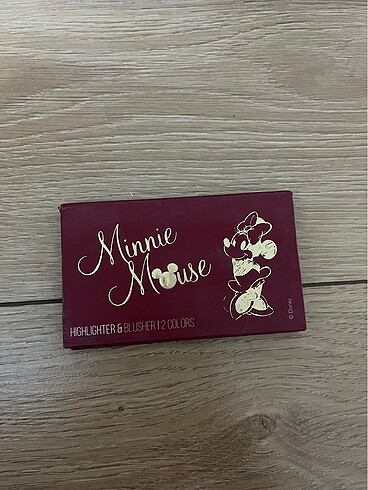 Minnie
Mouse
HIGHLIGHTER & BLUSHER 12 COLORS
© Disney